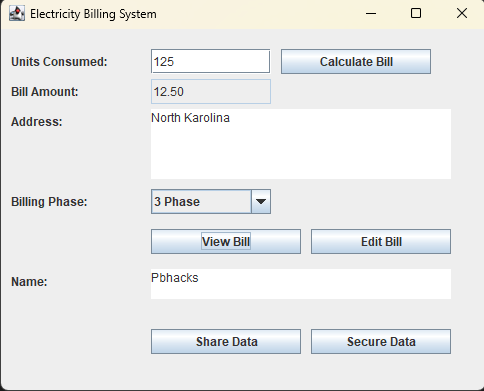 Electricity Billing System
Units Consumed: 125 Calculate Bill
Bill Amount: 12.50
Address: North Karolina
Billing Phase: 3 Phase
View Bill Edit Bill
Name: Pbhacks
Share Data Secure Data